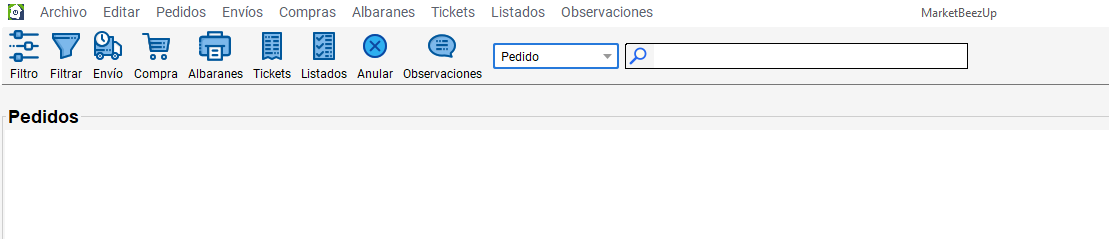 Archivo Editar Pedidos Envíos Compras Albaranes Tickets Listados Observaciones MarketBeezUp
Filtro Filtrar Envío Compra Albaranes Tickets Listados Anular Observaciones Pedido
Pedidos